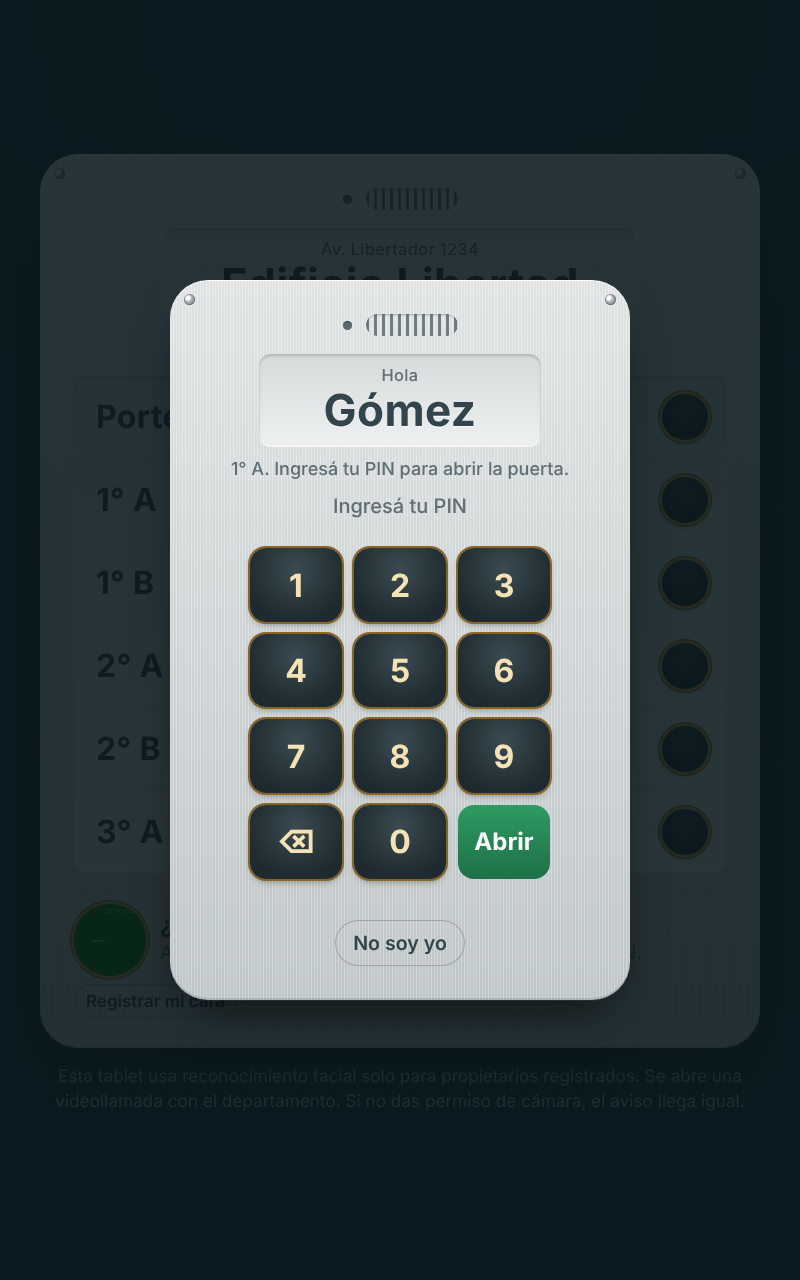 Av. Libertador 1234
Edificio Libertad
Hola
Gómez
1° A. Ingresá tu PIN para abrir la puerta.
Ingresá tu PIN
1 2 3
4 5 6
7 8 9
0 Abrir
No soy yo
1° A
1° B
2° A
2° B
3° A
Registrar mi cara
Esta tablet usa reconocimiento facial solo para propietarios registrados. Se abre una
videollamada con el departamento. Si no das permiso de cámara, el aviso llega igual.